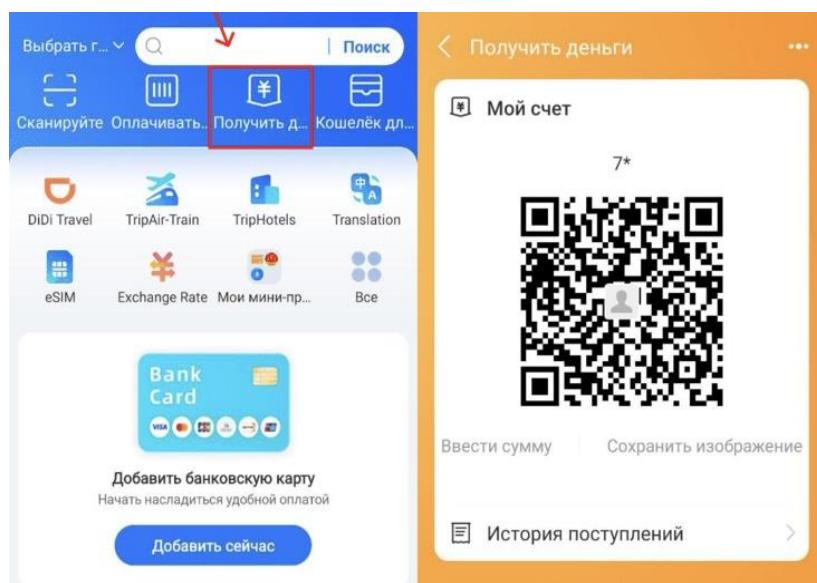 Выбрать г...
Поиск
Сканируйте
Оплачивать..
Получить д...
Кошелёк дл...
DiDi Travel
TripAir-Train
TripHotels
Translation
eSIM
Exchange Rate
Мои мини-пр...
Все
Bank
Card
VISA
Добавить банковскую карту
Начать насладиться удобной оплатой
Добавить сейчас
Получить деньги
Мой счет
7*
Ввести сумму
Сохранить изображение
История поступлений